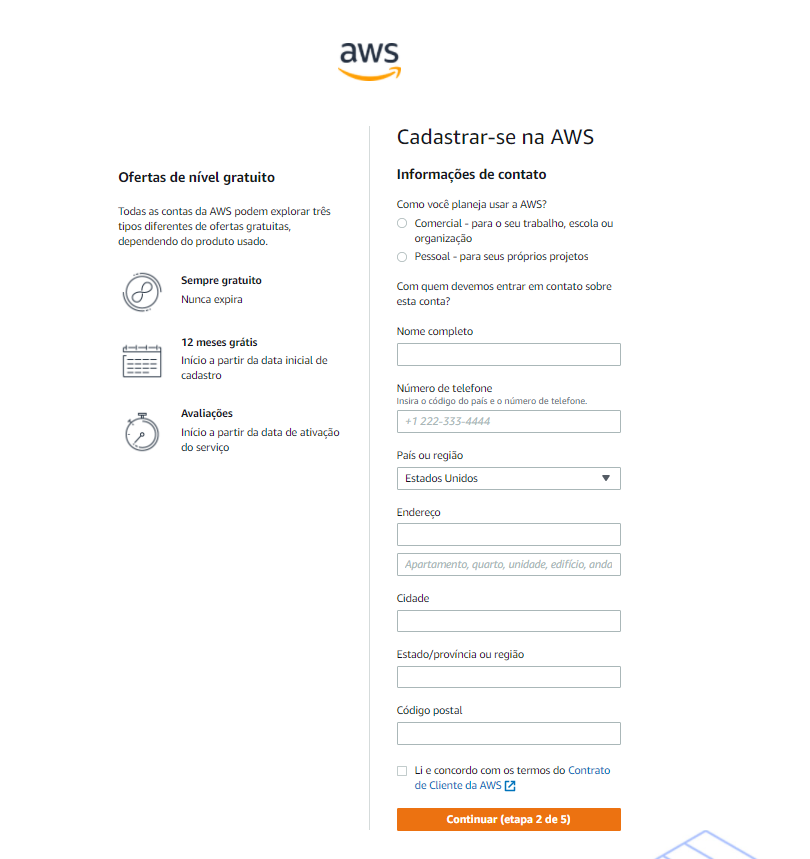 aws
Ofertas de nível gratuito
Todas as contas da AWS podem explorar três
tipos diferentes de ofertas gratuitas,
dependendo do produto usado.
Sempre gratuito
Nunca expira
12 meses grátis
Início a partir da data inicial de
cadastro
Avaliações
Início a partir da data de ativação
do serviço
Cadastrar-se na AWS
Informações de contato
Como você planeja usar a AWS?
Comercial - para o seu trabalho, escola ou
organização
Pessoal - para seus próprios projetos
Com quem devemos entrar em contato sobre
esta conta?
Nome completo
Número de telefone
Insira o código do país e o número de telefone.
+1 222-333-4444
País ou região
Estados Unidos
Endereço
Apartamento, quarto, unidade, edifício, anda
Cidade
Estado/província ou região
Código postal
Li e concordo com os termos do Contrato
de Cliente da AWS
Continuar (etapa 2 de 5)